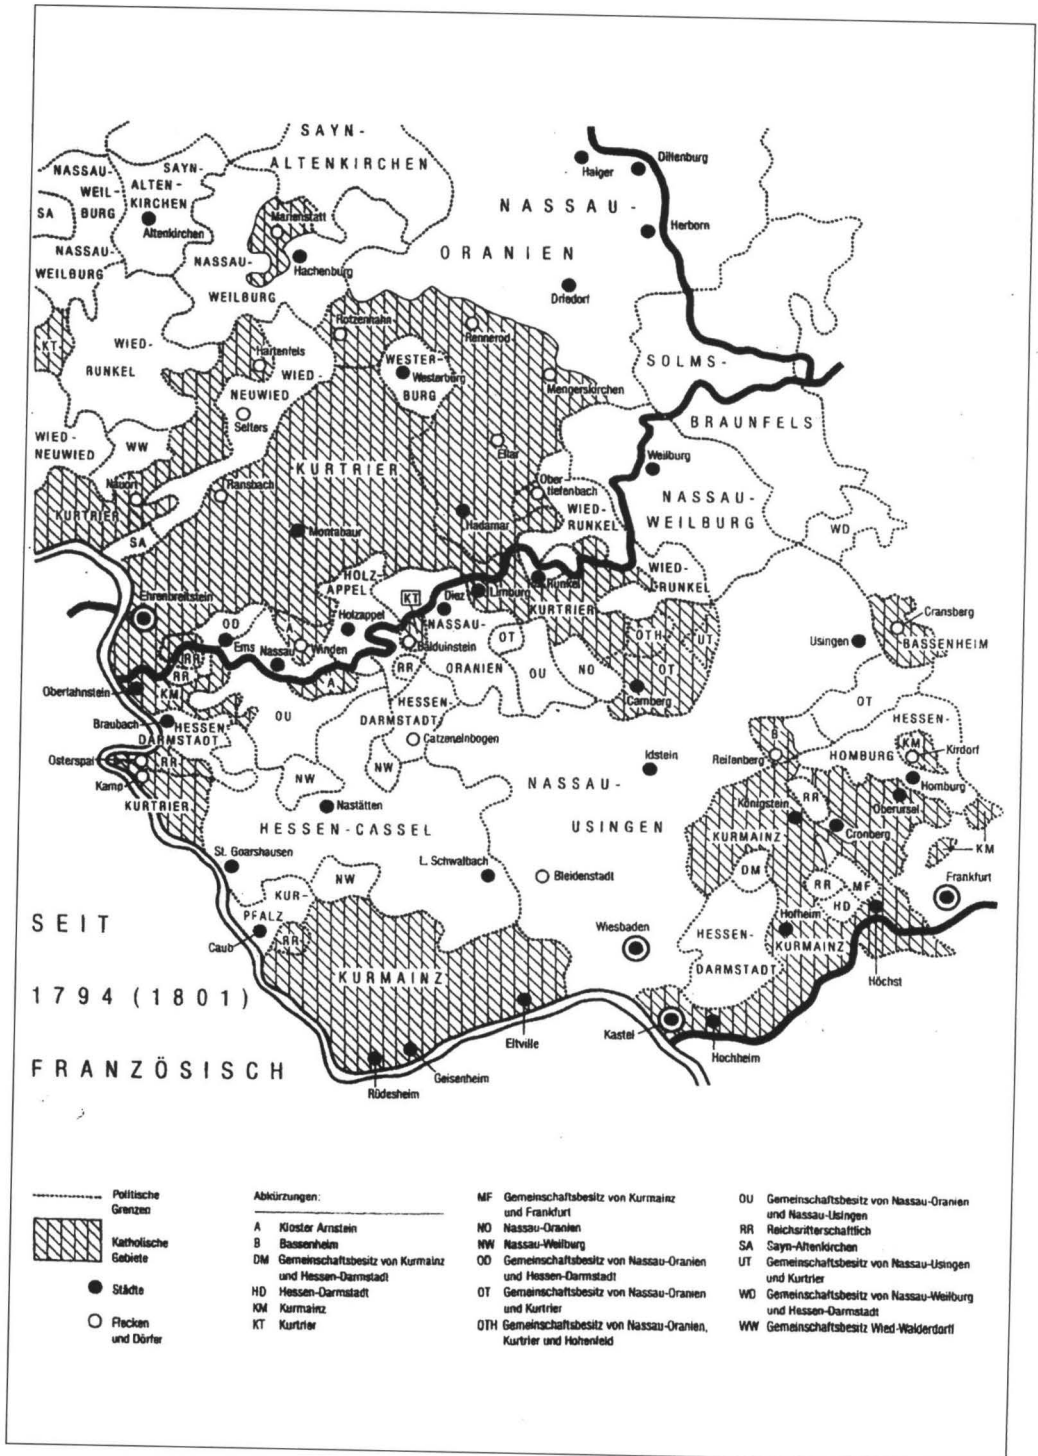 SAYN-
ALTENKIRCHEN
NASSAU-
WEIL-
BURG
SAYN-
ALTEN-
KIRCHEN
SA
Altenkirchen
NASSAU-
WEILBURG
NASSAU-
WEILBURG
Marienstatt
Hachenburg
Haiger
Dillenburg
NASSAU-
ORANIEN
Herborn
Driedorf
KT
WIED-
RUNKEL
Rotzenhahn
Rennerod
Hartenfels
WIED-
NEUWIED
Selters
WESTER-
Westerburg
BURG
Mengerskirchen
SOLMS-
BRAUNFELS
WIED-
NEUWIED
WW
Nauort
KURTRIER
SA
Ransbach
KURTRIER
Montabaur
Ellar
Hadamar
Ober
tiefenbach
WIED-
RUNKEL
Weilburg
NASSAU-
WEILBURG
WD
Ehrenbreitstein
OD
Ems
Nassau
A
Winden
A
HOLZ-
APPEL
Holzappel
KT
Diez
Limburg
Runkel
KURTRIER
WIED-
RUNKEL
Balduinstein
NASSAU-
ORANIEN
RR
OT
OU
NO
OTH
UT
OT
Camberg
Usingen
Cransberg
BASSENHEIM
RR
RR
Oberlahnstein
KM
Braubach
HESSEN-
DARMSTADT
OU
HESSEN-
DARMSTADT
Catzenelnbogen
NW
NW
Osterspai
RR
Kamp
KURTRIER
Nastätten
HESSEN-CASSEL
St. Goarshausen
L. Schwalbach
NASSAU-
USINGEN
Idstein
Bleidenstadt
OT
HESSEN-
HOMBURG
B
Reifenberg
KM
Kirdorf
Homburg
Oberursel
Königstein
RR
Cronberg
KURMAINZ
KM
DM
RR
MF
HD
Frankfurt
Hofheim
KURMAINZ
Höchst
HESSEN-
DARMSTADT
Wiesbaden
Kastel
Hochheim
NW
KUR-
PFALZ
Caub
RR
KURMAINZ
Eltville
Geisenheim
Rüdesheim
SEIT
1794 (1801)
FRANZÖSISCH
Politische
Grenzen
Katholische
Gebiete
Städte
Flecken
und Dörfer
Abkürzungen:
A Kloster Arnstein
B Bassenheim
DM Gemeinschaftsbesitz von Kurmainz
und Hessen-Darmstadt
HD Hessen-Darmstadt
KM Kurmainz
KT Kurtrier
MF Gemeinschaftsbesitz von Kurmainz
und Frankfurt
NO Nassau-Oranien
NW Nassau-Weilburg
OD Gemeinschaftsbesitz von Nassau-Oranien
und Hessen-Darmstadt
OT Gemeinschaftsbesitz von Nassau-Oranien
und Kurtrier
OTH Gemeinschaftsbesitz von Nassau-Oranien,
Kurtrier und Hohenfeld
OU Gemeinschaftsbesitz von Nassau-Oranien
und Nassau-Usingen
RR Reichsritterschaftlich
SA Sayn-Altenkirchen
UT Gemeinschaftsbesitz von Nassau-Usingen
und Kurtrier
WD Gemeinschaftsbesitz von Nassau-Weilburg
und Hessen-Darmstadt
WW Gemeinschaftsbesitz Wied-Walderdorff